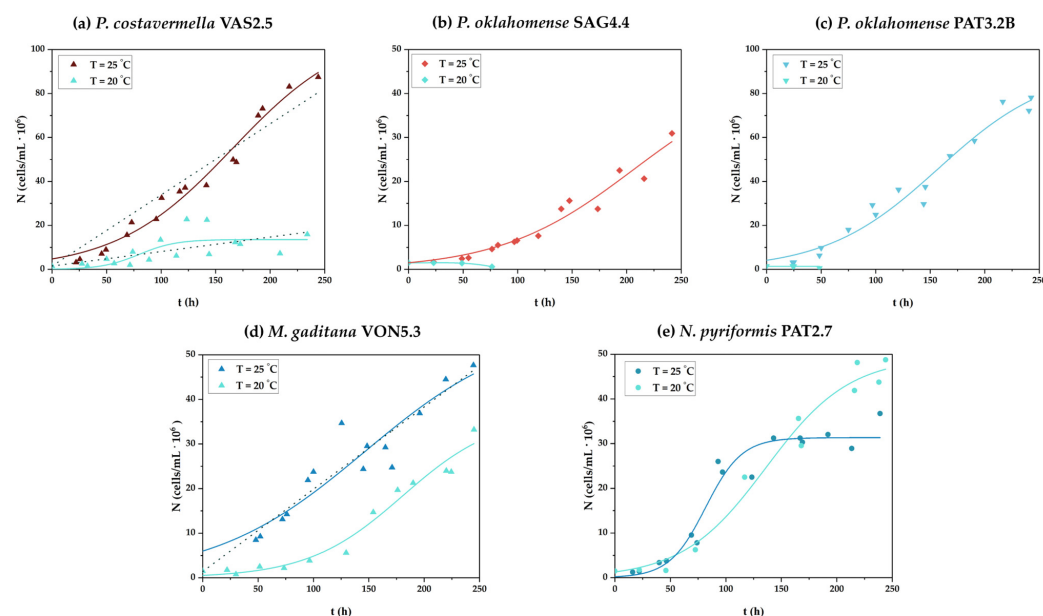 (a) P. costavermella VAS2.5
(b) P. oklahomense SAG4.4
(c) P. oklahomense PAT3.2B
N (cells/mL · 10⁶)
100
80
60
40
20
0
T = 25 °C
T = 20 °C
0 50 100 150 200 250
t (h)
N (cells/mL · 10⁶)
50
40
30
20
10
0
T = 25 °C
T = 20 °C
0 50 100 150 200 250
t (h)
N (cells/mL · 10⁶)
100
80
60
40
20
0
T = 25 °C
T = 20 °C
0 50 100 150 200 250
t (h)
(d) M. gaditana VON5.3
(e) N. pyriformis PAT2.7
N (cells/mL · 10⁶)
50
40
30
20
10
0
T = 25 °C
T = 20 °C
0 50 100 150 200 250
t (h)
N (cells/mL · 10⁶)
50
40
30
20
10
0
T = 25 °C
T = 20 °C
0 50 100 150 200 250
t (h)